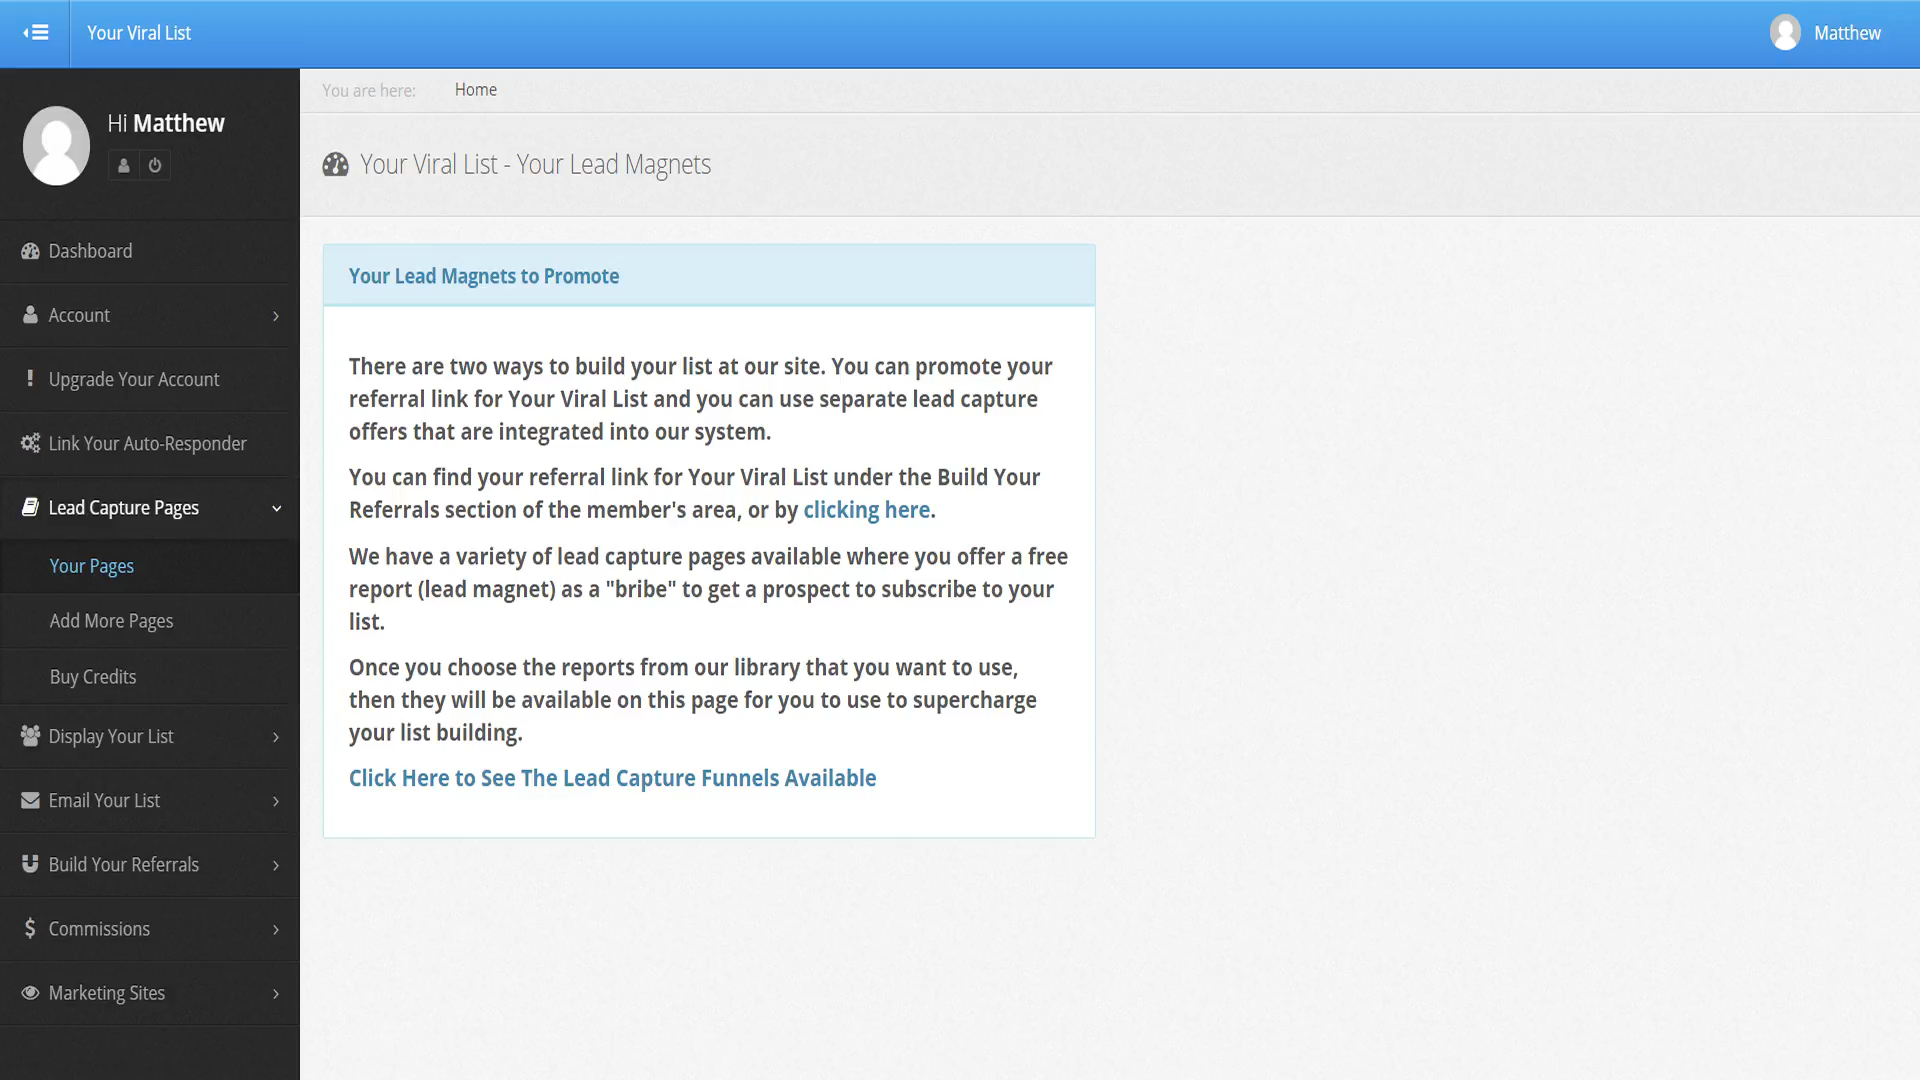 Your Viral List
Matthew
Hi Matthew
Dashboard
Account
Upgrade Your Account
Link Your Auto-Responder
Lead Capture Pages
Your Pages
Add More Pages
Buy Credits
Display Your List
Email Your List
Build Your Referrals
Commissions
Marketing Sites
You are here: Home
Your Viral List - Your Lead Magnets
Your Lead Magnets to Promote
There are two ways to build your list at our site. You can promote your
referral link for Your Viral List and you can use separate lead capture
offers that are integrated into our system.
You can find your referral link for Your Viral List under the Build Your
Referrals section of the member's area, or by clicking here.
We have a variety of lead capture pages available where you offer a free
report (lead magnet) as a "bribe" to get a prospect to subscribe to your
list.
Once you choose the reports from our library that you want to use,
then they will be available on this page for you to use to supercharge
your list building.
Click Here to See The Lead Capture Funnels Available